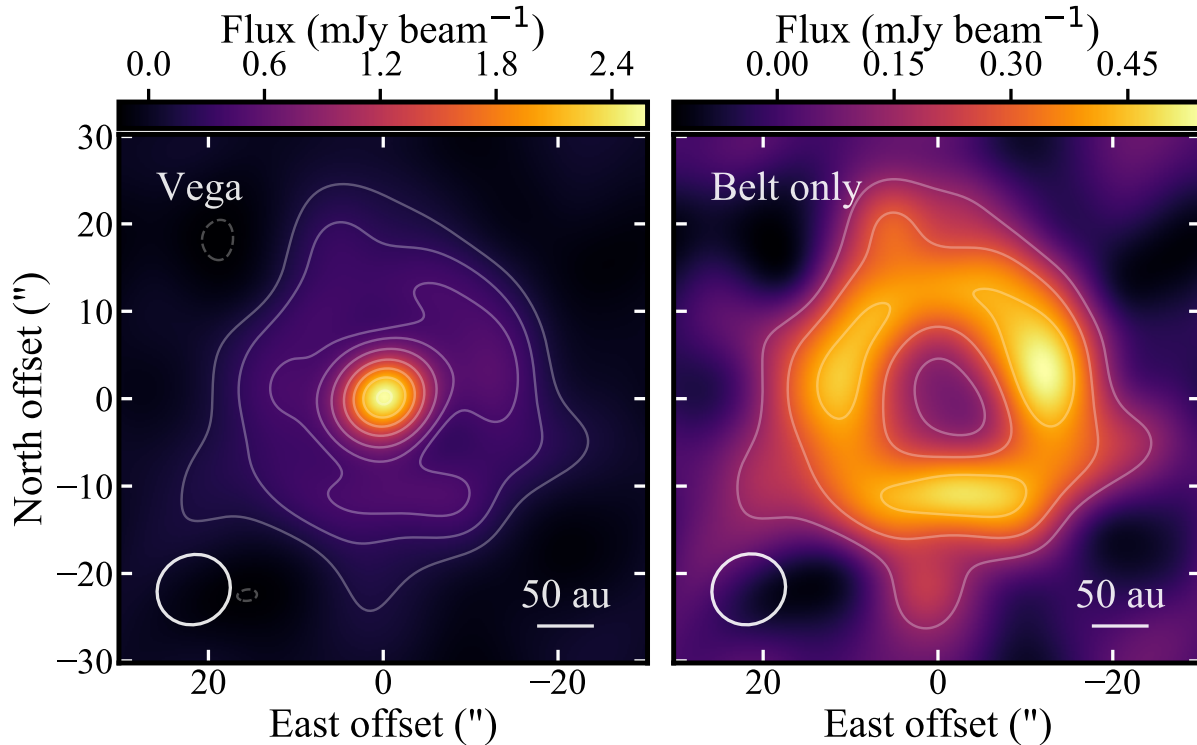 Flux (mJy beam⁻¹)
0.0 0.6 1.2 1.8 2.4
Vega
30
20
10
0
−10
−20
−30
North offset (")
50 au
20 0 −20
East offset (")
Flux (mJy beam⁻¹)
0.00 0.15 0.30 0.45
Belt only
50 au
20 0 −20
East offset (")